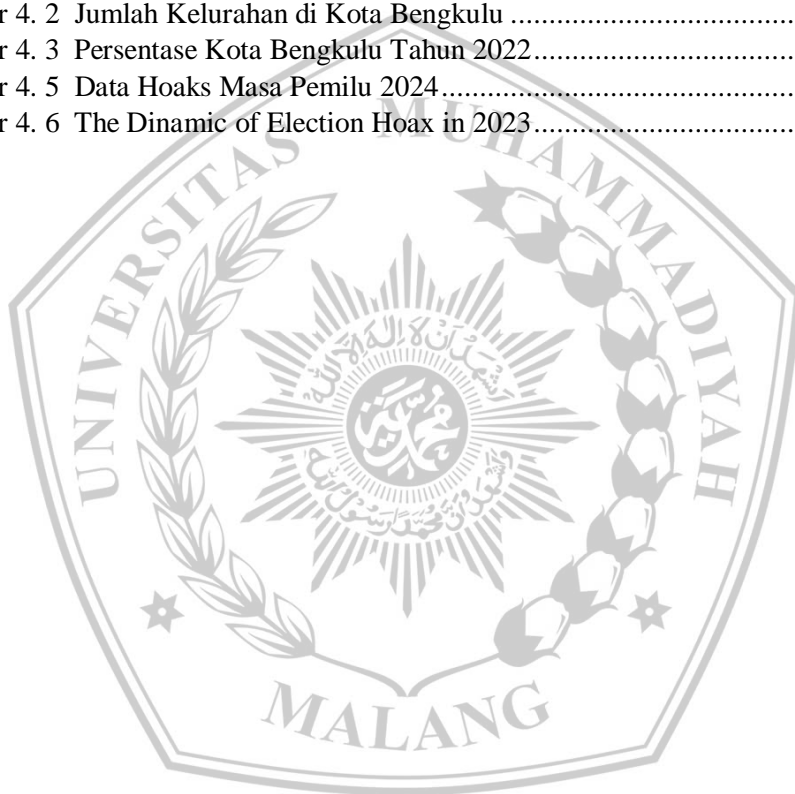 r 4. 2 Jumlah Kelurahan di Kota Bengkulu ....................................
r 4. 3 Persentase Kota Bengkulu Tahun 2022.................................
r 4. 5 Data Hoaks Masa Pemilu 2024.............................................
r 4. 6 The Dinamic of Election Hoax in 2023.................................
UNIVERSITAS MUHAMMADIYAH
MALANG